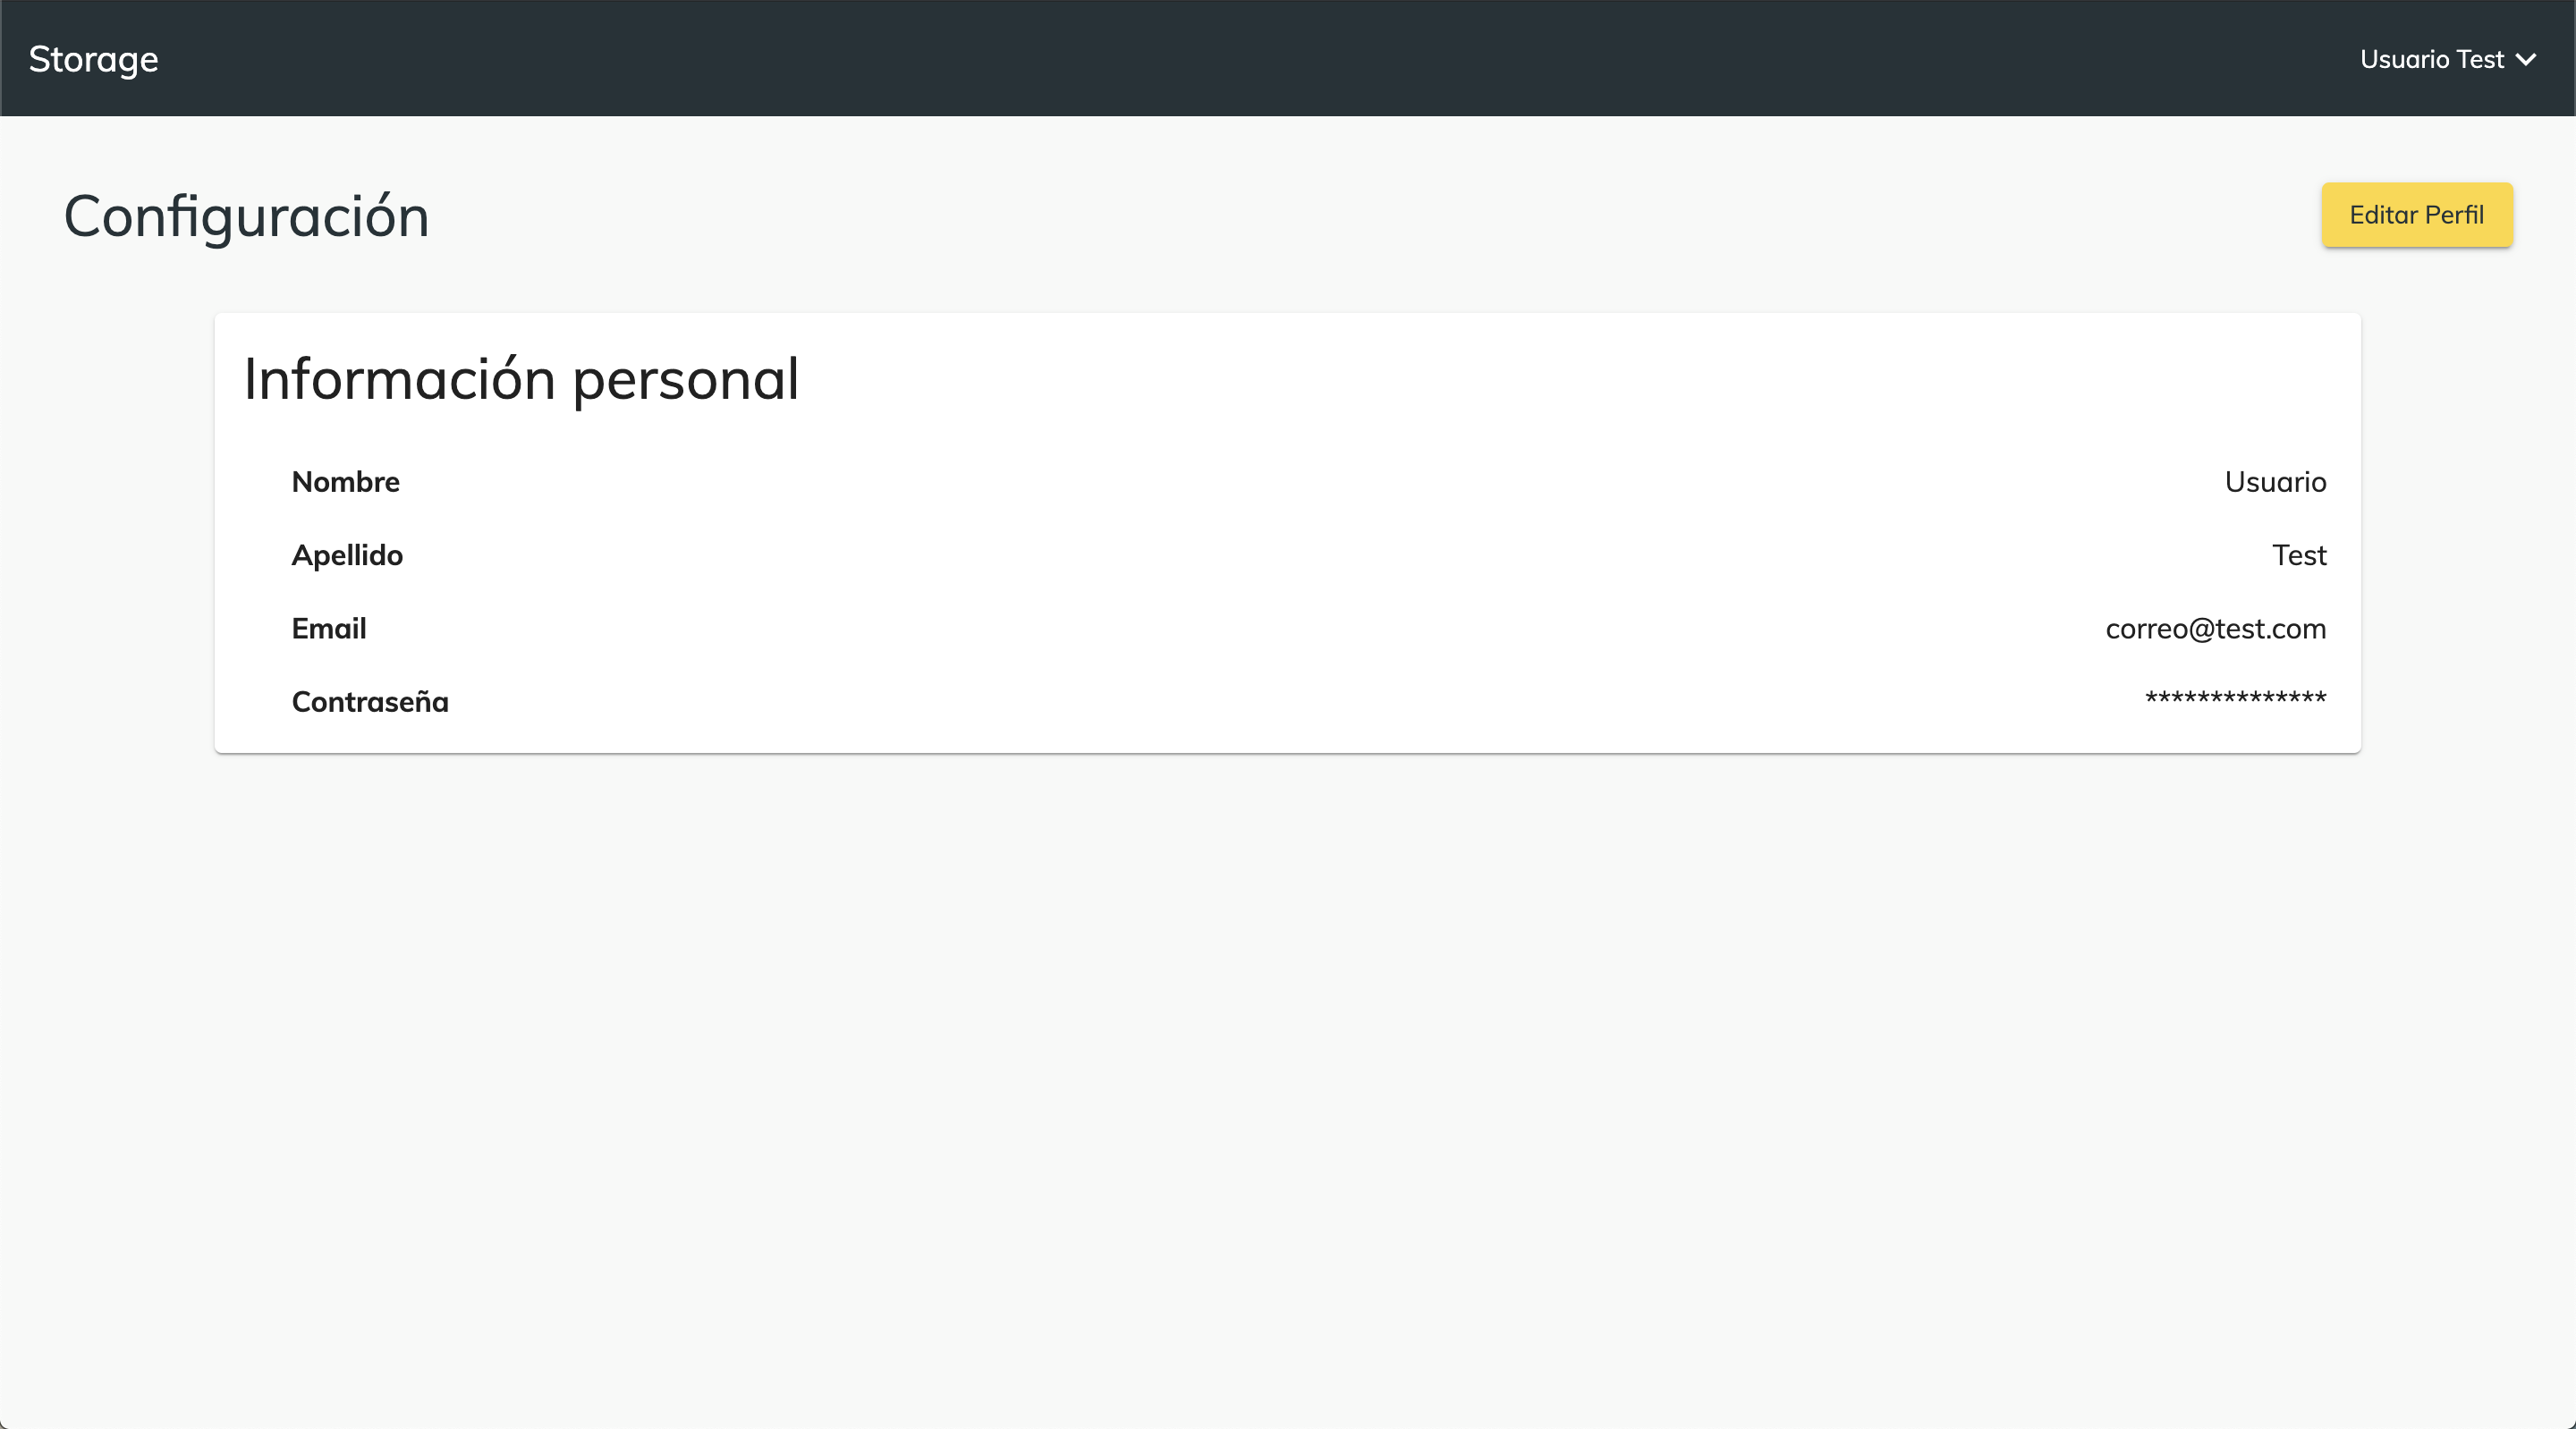 Storage
Usuario Test
Configuración
Editar Perfil
Información personal
Nombre
Usuario
Apellido
Test
Email
correo@test.com
Contraseña
**************